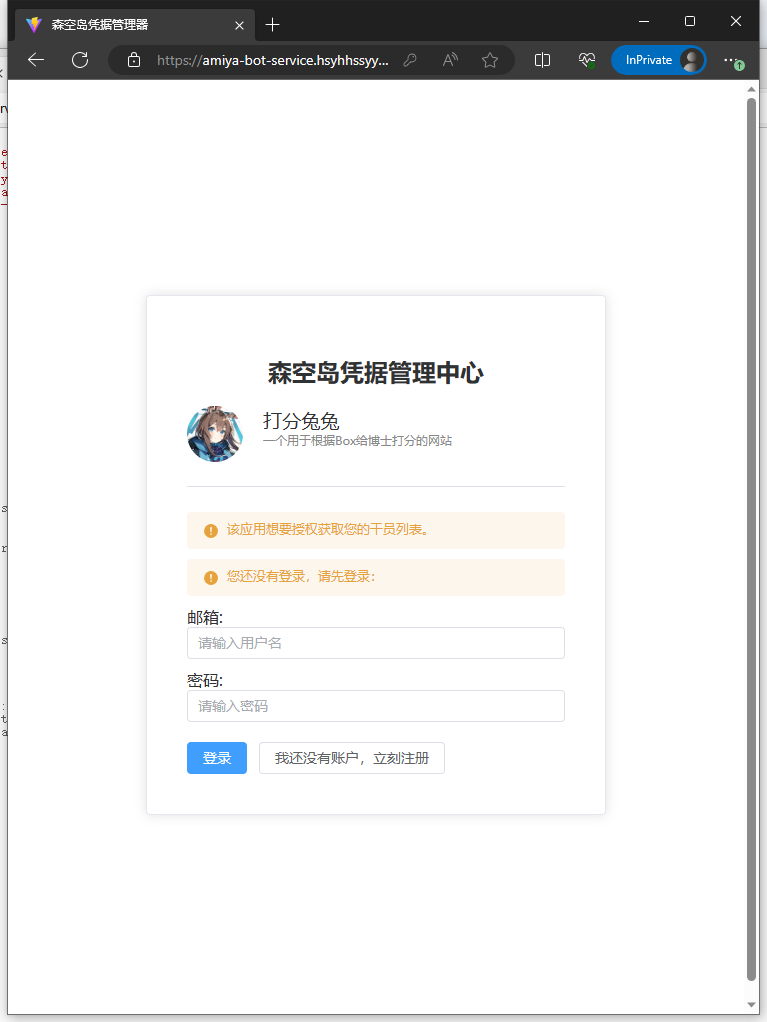 森空岛凭据管理器
https://amiya-bot-service.hsyhhssyy...
InPrivate
森空岛凭据管理中心
打分兔兔
一个用于根据Box给博士打分的网站
该应用想要授权获取您的干员列表。
您还没有登录，请先登录：
邮箱:
请输入用户名
密码:
请输入密码
登录
我还没有账户，立刻注册